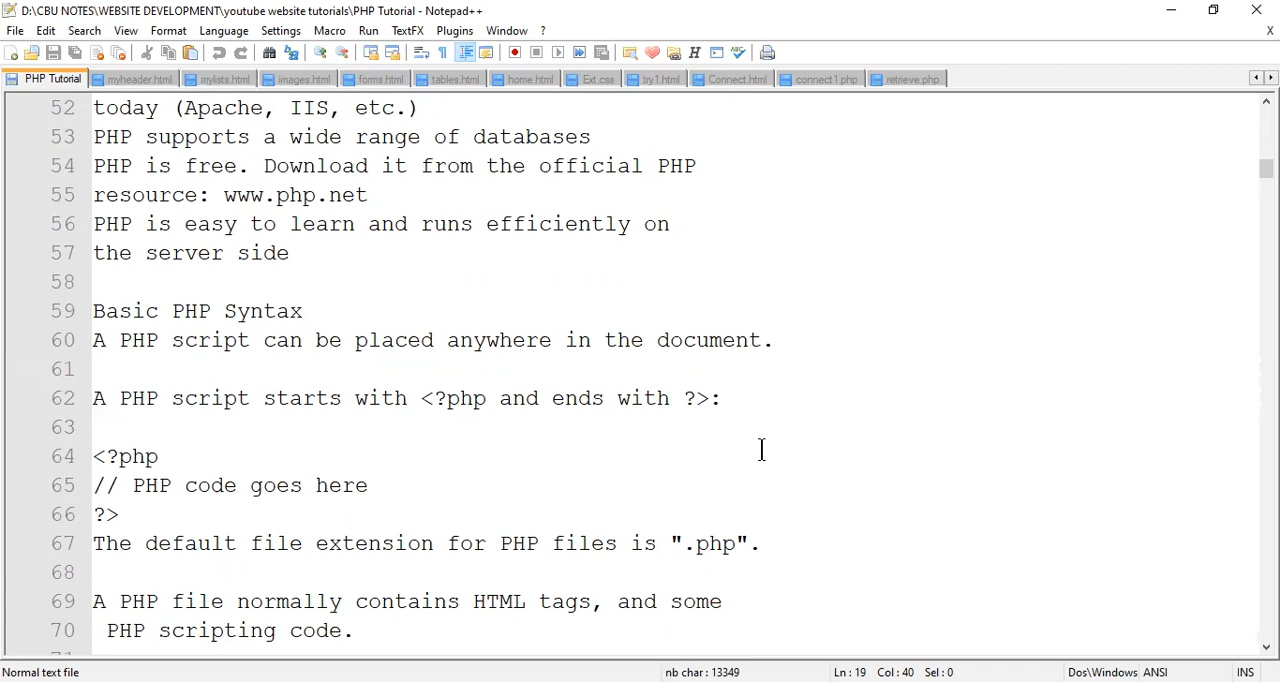 D:\CBU NOTES\WEBSITE DEVELOPMENT\youtube website tutorials\PHP Tutorial - Notepad++
File Edit Search View Format Language Settings Macro Run TextFX Plugins Window ? X
PHP Tutorial myheader.html mylists.html images.html forms.html tables.html home.html Ext.css try1.html Connect.html connect1.php retrieve.php
52 today (Apache, IIS, etc.)
53 PHP supports a wide range of databases
54 PHP is free. Download it from the official PHP
55 resource: www.php.net
56 PHP is easy to learn and runs efficiently on
57 the server side
58
59 Basic PHP Syntax
60 A PHP script can be placed anywhere in the document.
61
62 A PHP script starts with <?php and ends with ?>:
63
64 <?php
65 // PHP code goes here
66 ?>
67 The default file extension for PHP files is ".php".
68
69 A PHP file normally contains HTML tags, and some
70 PHP scripting code.
Normal text file nb char : 13349 Ln : 19 Col : 40 Sel : 0 Dos\Windows ANSI INS